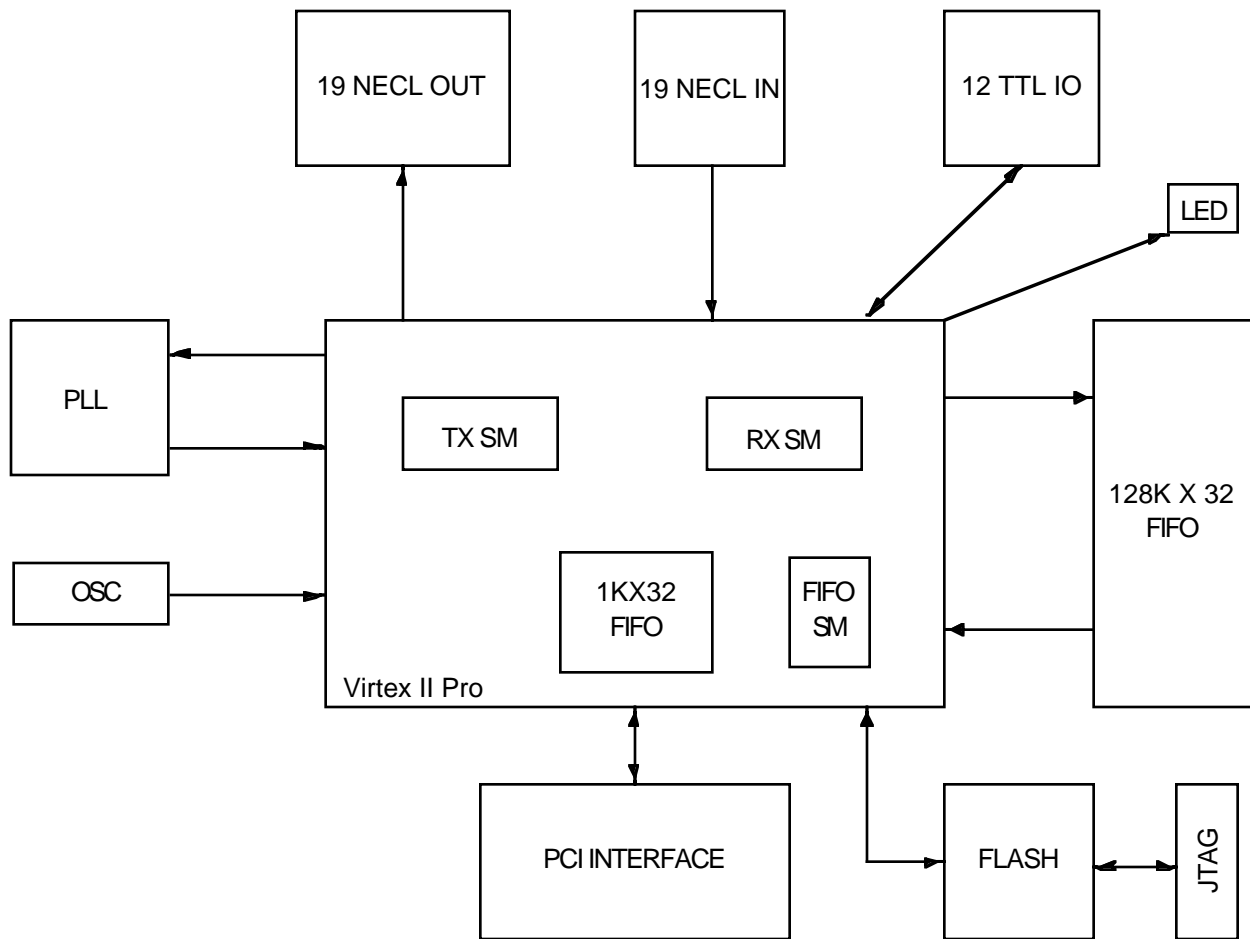 19 NECL OUT
19 NECL IN
12 TTL IO
LED
PLL
TX SM
RX SM
128K X 32
FIFO
OSC
1KX32
FIFO
FIFO
SM
Virtex II Pro
PCI INTERFACE
FLASH
JTAG